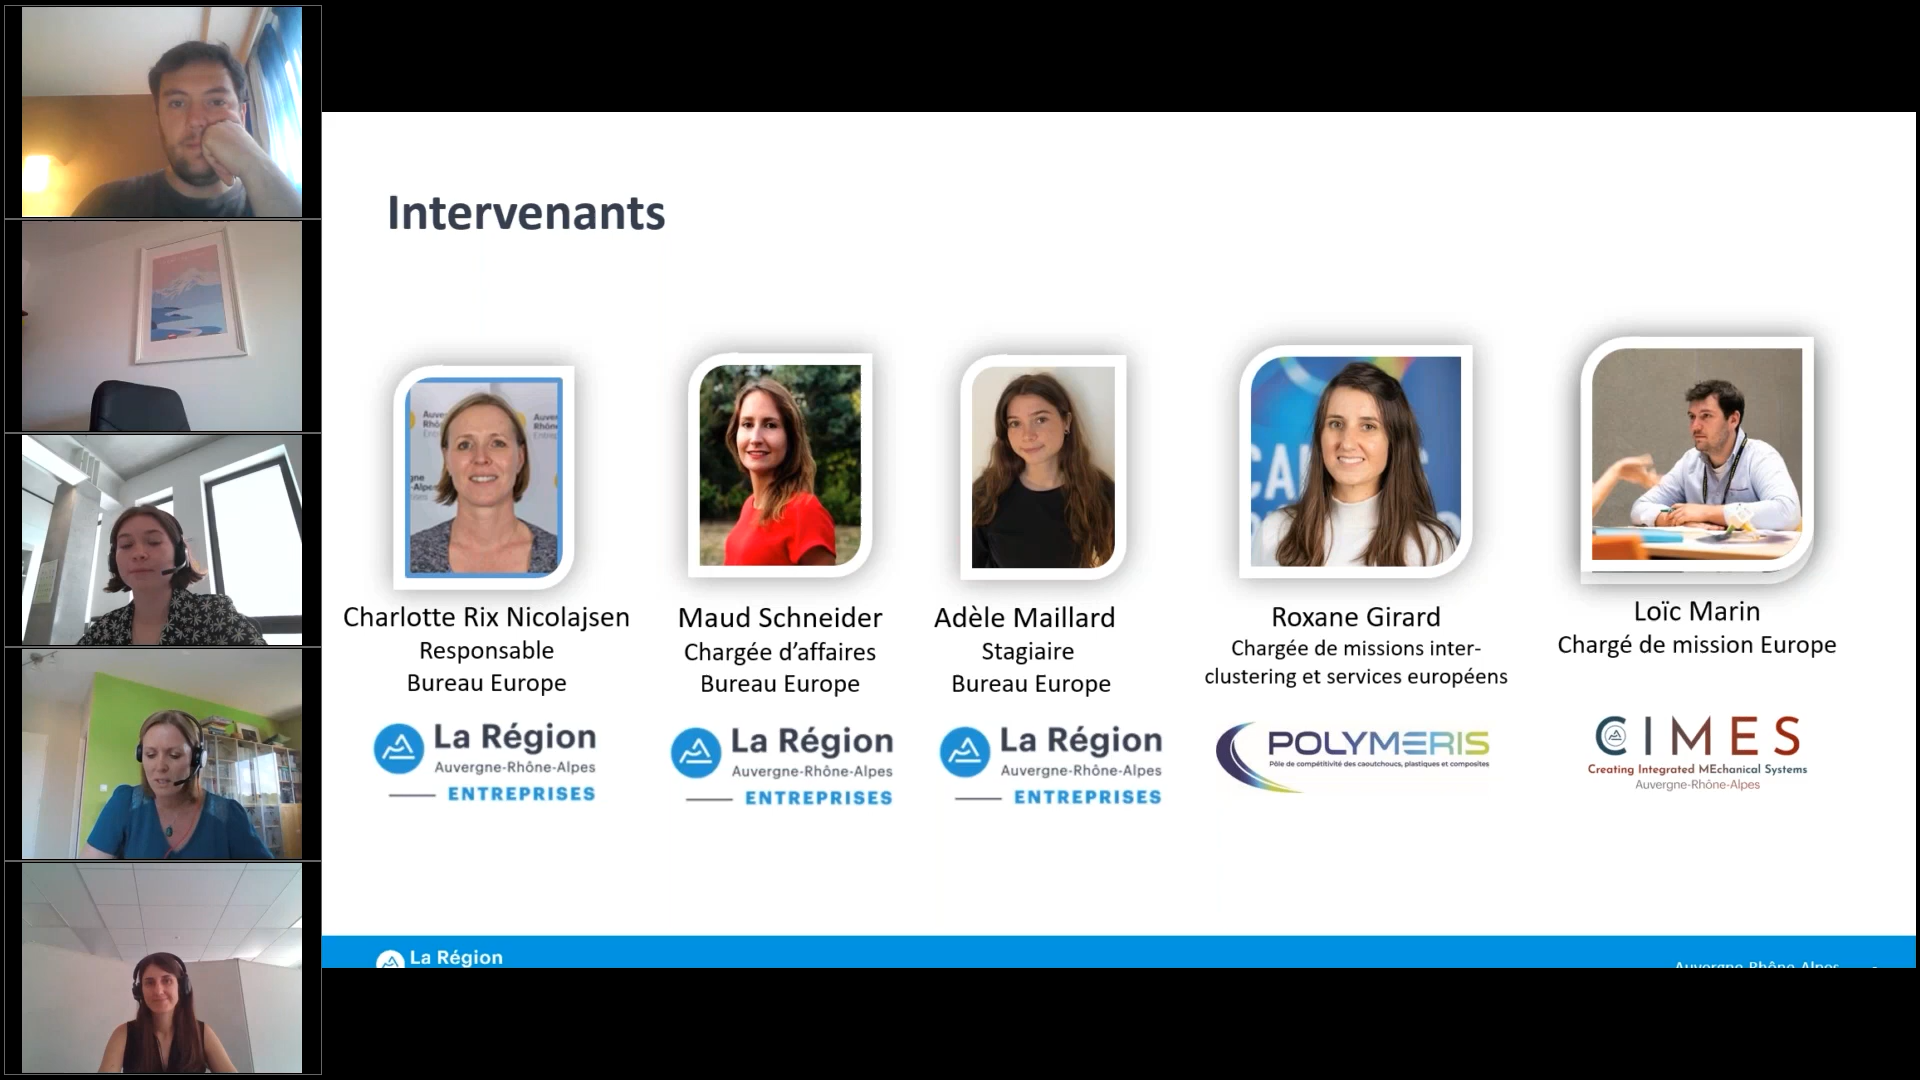 Intervenants
Charlotte Rix Nicolajsen
Responsable
Bureau Europe
La Région
Auvergne-Rhône-Alpes
ENTREPRISES
Maud Schneider
Chargée d'affaires
Bureau Europe
La Région
Auvergne-Rhône-Alpes
ENTREPRISES
Adèle Maillard
Stagiaire
Bureau Europe
La Région
Auvergne-Rhône-Alpes
ENTREPRISES
Roxane Girard
Chargée de missions inter-
clustering et services européens
POLYMERIS
Pôle de compétitivité des caoutchoucs, plastiques et composites
Loïc Marin
Chargé de mission Europe
CIMES
Creating Integrated MEchanical Systems
Auvergne-Rhône-Alpes
La Région
Auvergne-Rhône-Alpes